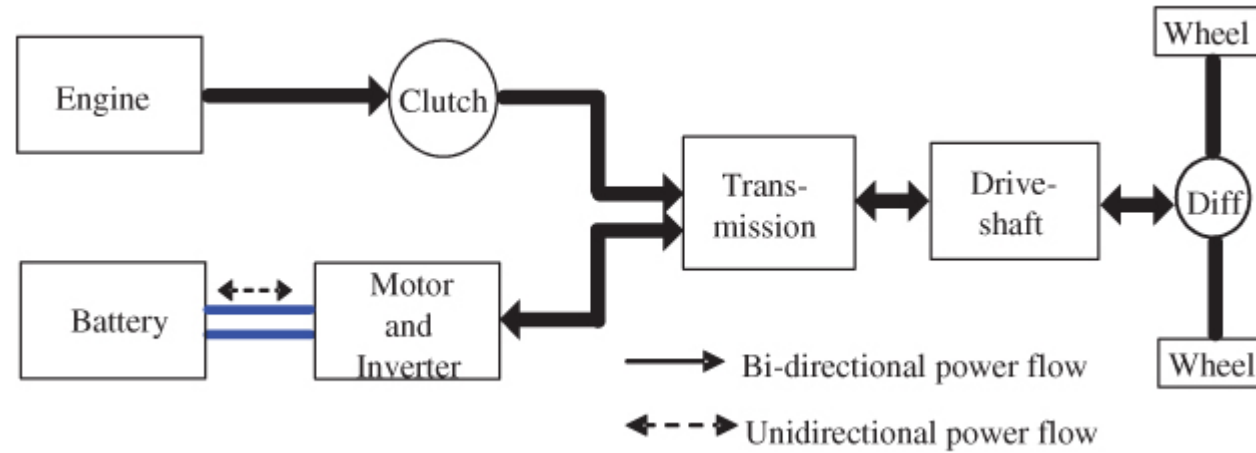 Engine
Clutch
Trans-
mission
Drive-
shaft
Wheel
Diff
Wheel
Battery
Motor
and
Inverter
Bi-directional power flow
Unidirectional power flow